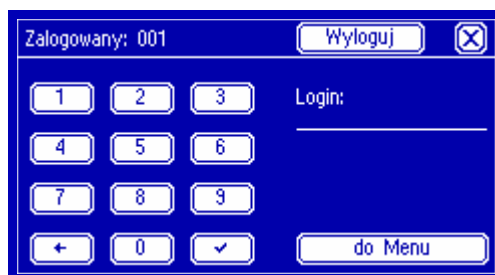 Zalogowany: 001 Wyloguj X
1 2 3 Login:
4 5 6
7 8 9
← 0 ✓ do Menu